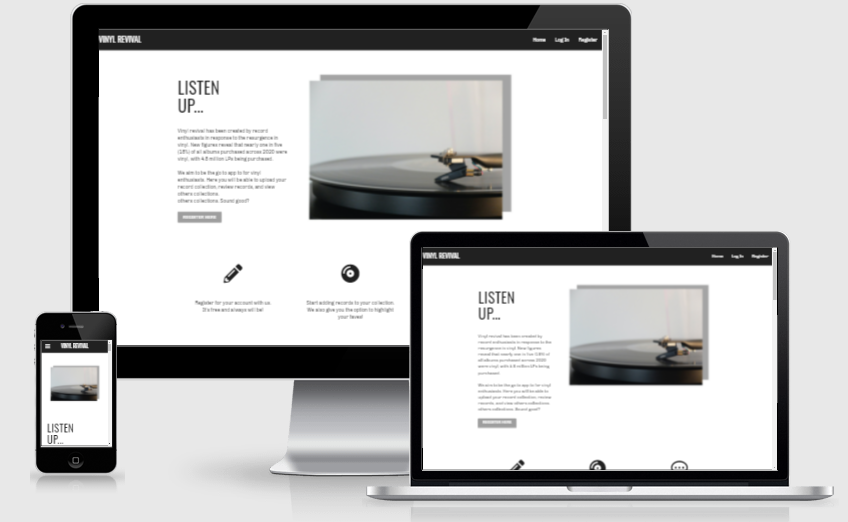 VINYL REVIVAL
Home Log In Register
LISTEN
UP...
Vinyl revival has been created by record
enthusiasts in response to the resurgence in
vinyl. New figures reveal that nearly one in five
(18%) of all albums purchased across 2020 were
vinyl, with 4.8 million LPs being purchased.
We aim to be the go to app to for vinyl
enthusiasts. Here you will be able to upload your
record collection, review records, and view
others collections.
others collections. Sound good?
REGISTER HERE
Register for your account with us.
It's free and always will be!
Start adding records to your collection.
We also give you the option to highlight
your faves!
VINYL REVIVAL
Home Log In Register
LISTEN
UP...
Vinyl revival has been created by
record enthusiasts in response to the
resurgence in vinyl. New figures
reveal that nearly one in five (18%) of
all albums purchased across 2020
were vinyl, with 4.8 million LPs being
purchased.
We aim to be the go to app to for vinyl
enthusiasts. Here you will be able to
upload your record collection, review
records, and view others collections.
others collections. Sound good?
REGISTER HERE
VINYL REVIVAL
LISTEN
UP...